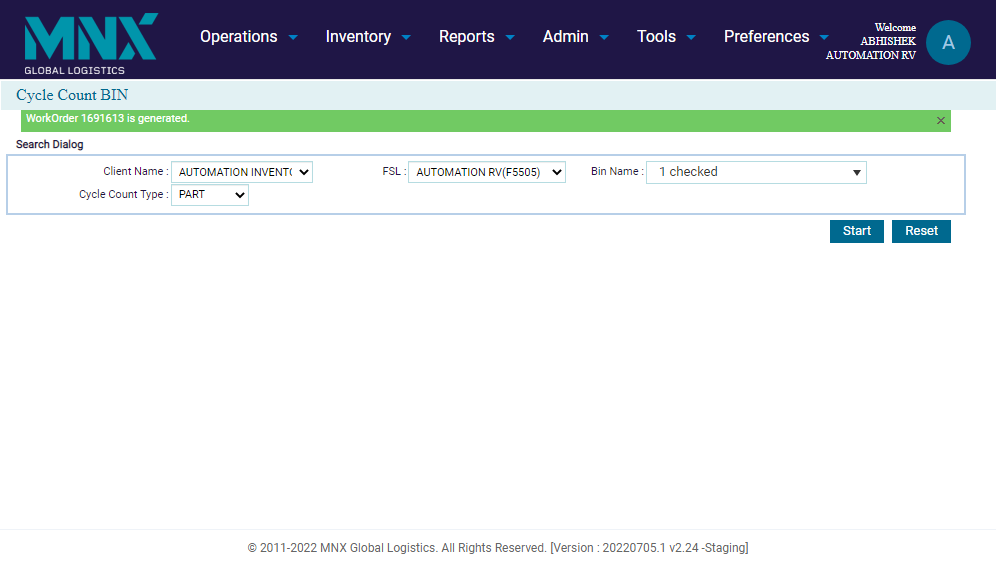 MNX
GLOBAL LOGISTICS
Operations Inventory Reports Admin Tools Preferences
Welcome
ABHISHEK
AUTOMATION RV
A
Cycle Count BIN
WorkOrder 1691613 is generated. ×
Search Dialog
Client Name : AUTOMATION INVENT FSL : AUTOMATION RV(F5505) Bin Name : 1 checked
Cycle Count Type : PART
Start Reset
© 2011-2022 MNX Global Logistics. All Rights Reserved. [Version : 20220705.1 v2.24 -Staging]